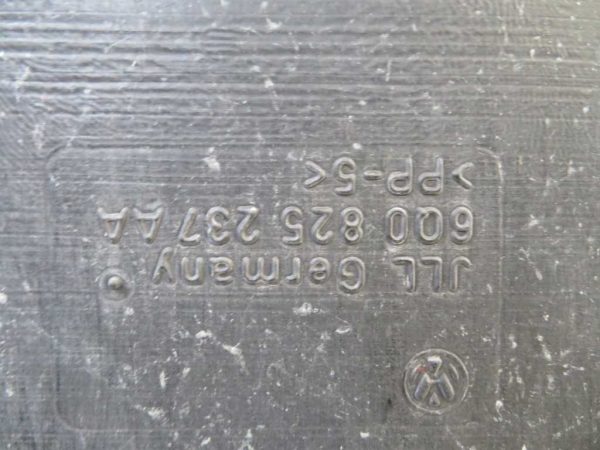 JLL Germany
6Q0 825 237 AA
>PP-5<